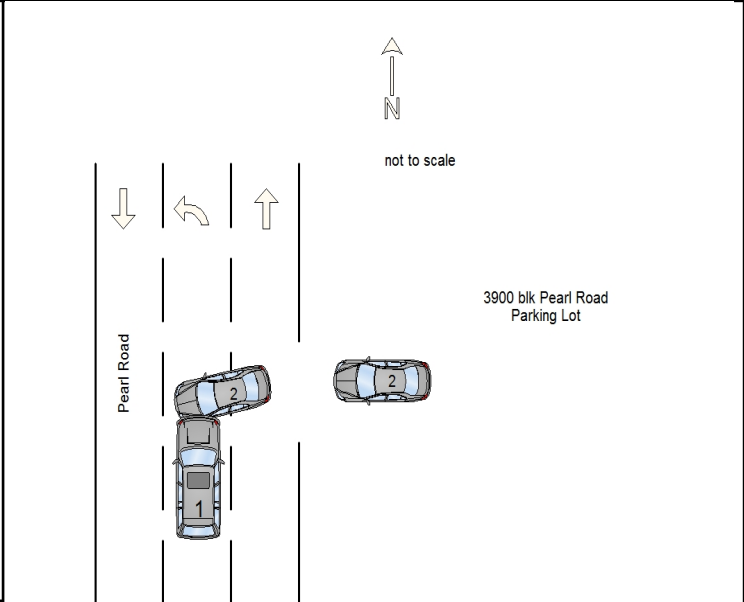 N
not to scale
3900 blk Pearl Road
Parking Lot
Pearl Road
2
2
1